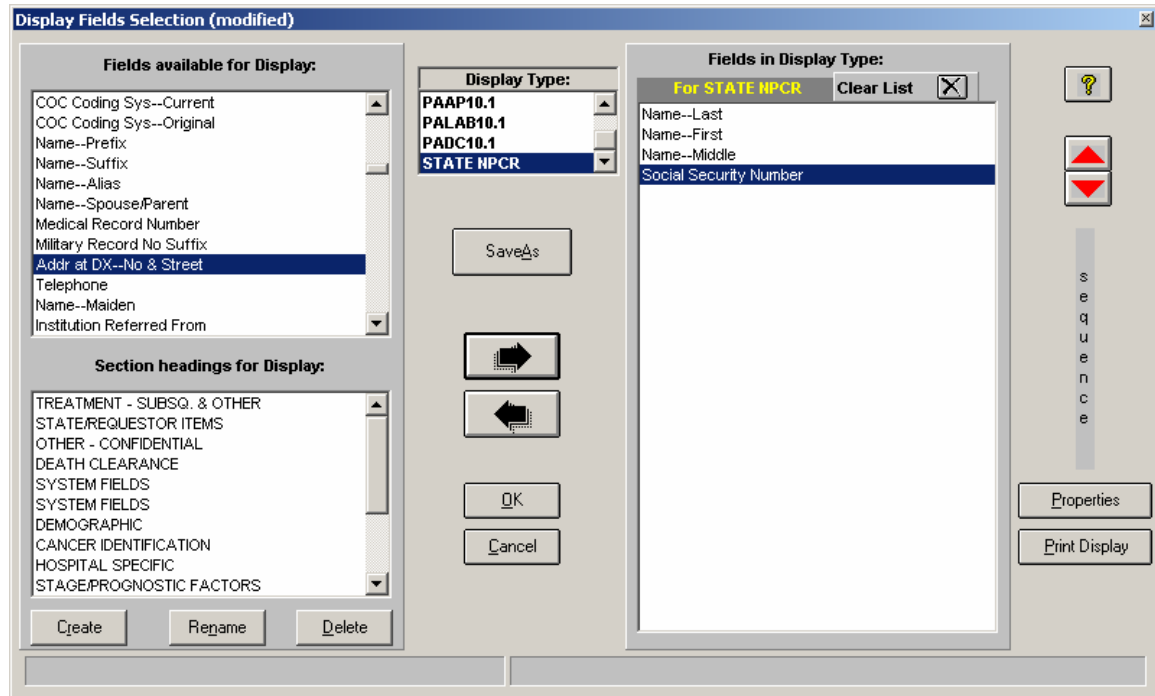 Display Fields Selection (modified)
Fields available for Display:
COC Coding Sys--Current
COC Coding Sys--Original
Name--Prefix
Name--Suffix
Name--Alias
Name--Spouse/Parent
Medical Record Number
Military Record No Suffix
Addr at DX--No & Street
Telephone
Name--Maiden
Institution Referred From
Section headings for Display:
TREATMENT - SUBSQ. & OTHER
STATE/REQUESTOR ITEMS
OTHER - CONFIDENTIAL
DEATH CLEARANCE
SYSTEM FIELDS
SYSTEM FIELDS
DEMOGRAPHIC
CANCER IDENTIFICATION
HOSPITAL SPECIFIC
STAGE/PROGNOSTIC FACTORS
Create Rename Delete
Display Type:
PAAP10.1
PALAB10.1
PADC10.1
STATE NPCR
SaveAs
OK
Cancel
Fields in Display Type:
For STATE NPCR Clear List
Name--Last
Name--First
Name--Middle
Social Security Number
?
s
e
q
u
e
n
c
e
Properties
Print Display